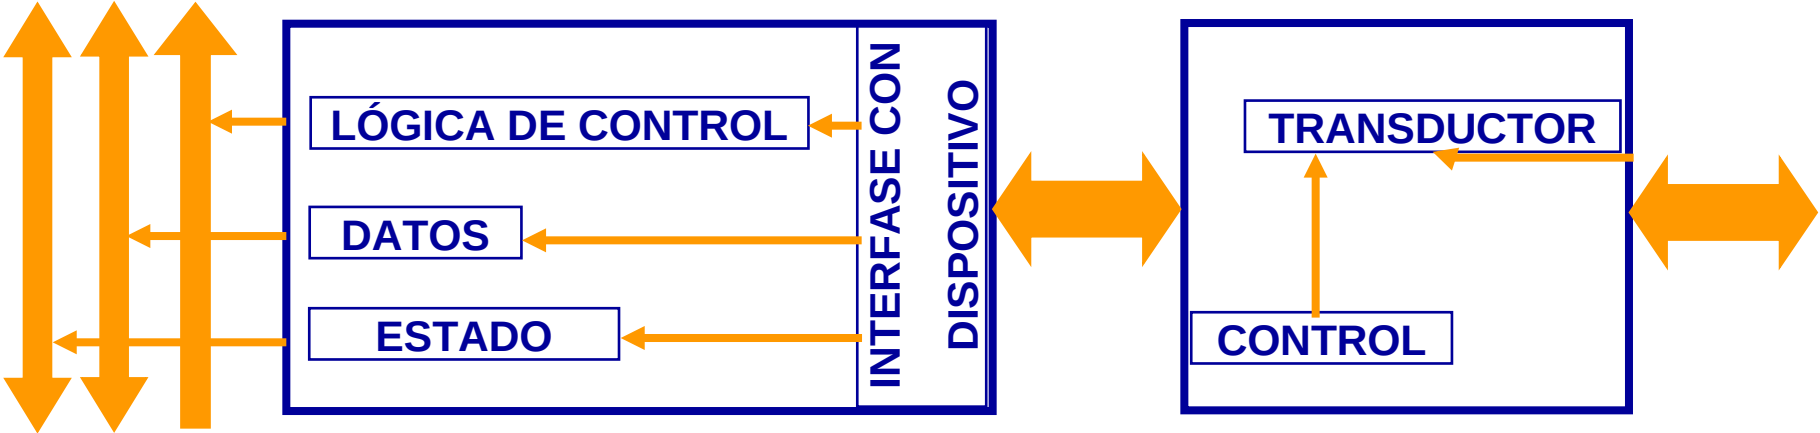 LÓGICA DE CONTROL
DATOS
ESTADO
INTERFASE CON
DISPOSITIVO
TRANSDUCTOR
CONTROL